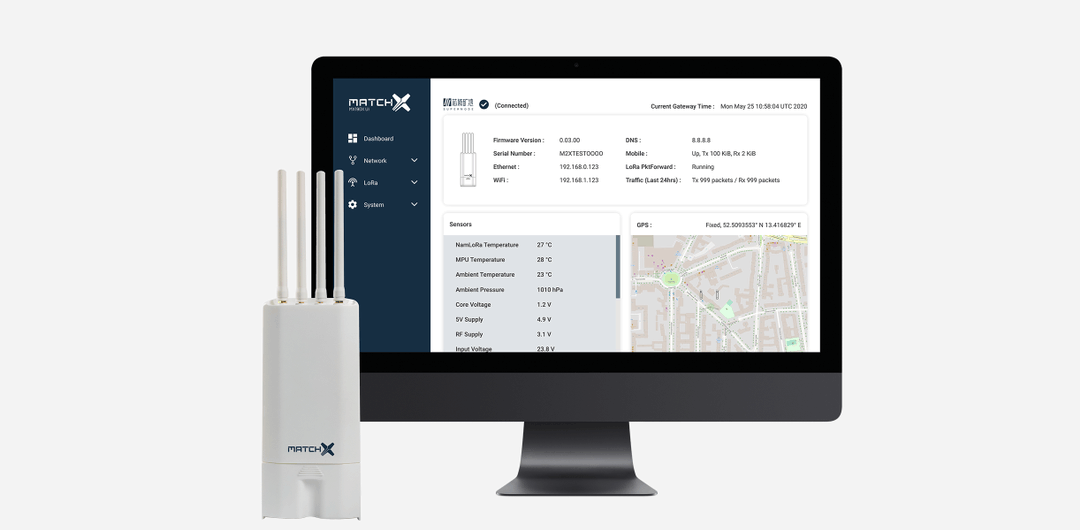 MATCHX
Dashboard
Network
LoRa
System
(Connected)
Current Gateway Time : Mon May 25 10:58:04 UTC 2020
Firmware Version : 0.03.00
Serial Number : M2XTEST0000
Ethernet : 192.168.0.123
WiFi : 192.168.1.123
DNS : 8.8.8.8
Mobile : Up, Tx 100 KiB, Rx 2 KiB
LoRa PktForward : Running
Traffic (Last 24hrs) : Tx 999 packets / Rx 999 packets
Sensors
NamLoRa Temperature 27 °C
MPU Temperature 28 °C
Ambient Temperature 23 °C
Ambient Pressure 1010 hPa
Core Voltage 1.2 V
5V Supply 4.9 V
RF Supply 3.1 V
Input Voltage 23.8 V
GPS : Fixed, 52.5093553° N 13.416829° E
MATCHX